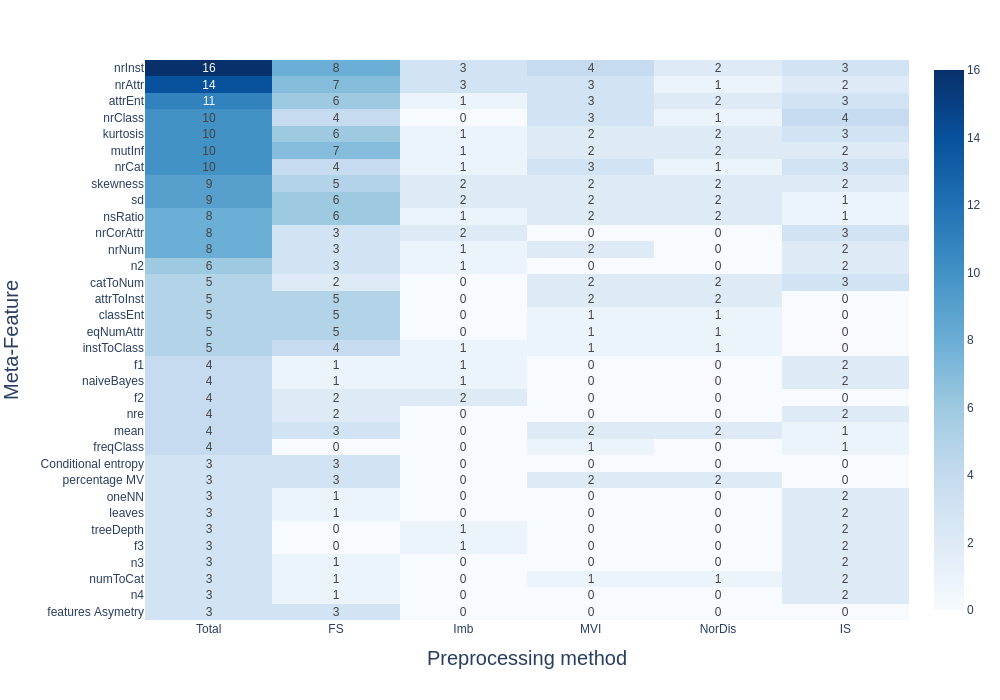 nrInst 16 8 3 4 2 3 16
nrAttr 14 7 3 3 1 2
attrEnt 11 6 1 3 2 3
nrClass 10 4 0 3 1 4
kurtosis 10 6 1 2 2 3 14
mutInf 10 7 1 2 2 2
nrCat 10 4 1 3 1 3
skewness 9 5 2 2 2 2
sd 9 6 2 2 2 1 12
nsRatio 8 6 1 2 2 1
nrCorAttr 8 3 2 0 0 3
nrNum 8 3 1 2 0 2
n2 6 3 1 0 0 2 10
catToNum 5 2 0 2 2 3
attrToInst 5 5 0 2 2 0
classEnt 5 5 0 1 1 0
eqNumAttr 5 5 0 1 1 0 8
instToClass 5 4 1 1 1 0
f1 4 1 1 0 0 2
naiveBayes 4 1 1 0 0 2
f2 4 2 2 0 0 0
nre 4 2 0 0 0 2 6
mean 4 3 0 2 2 1
freqClass 4 0 0 1 0 1
Conditional entropy 3 3 0 0 0 0
percentage MV 3 3 0 2 2 0 4
oneNN 3 1 0 0 0 2
leaves 3 1 0 0 0 2
treeDepth 3 0 1 0 0 2
f3 3 0 1 0 0 2 2
n3 3 1 0 0 0 2
numToCat 3 1 0 1 1 2
n4 3 1 0 0 0 2
features Asymetry 3 3 0 0 0 0 0
Total FS Imb MVI NorDis IS
Preprocessing method
Meta-Feature